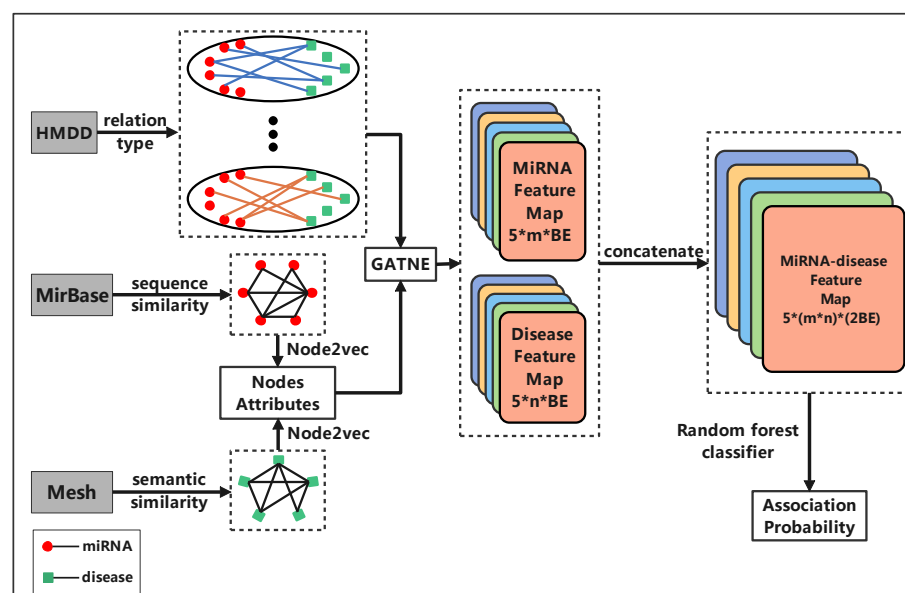 HMDD
relation
type
MiRNA
Feature
Map
5*m*BE
GATNE
concatenate
MiRNA-disease
Feature
Map
5*(m*n)*(2BE)
MirBase
sequence
similarity
Node2vec
Disease
Feature
Map
5*n*BE
Nodes
Attributes
Node2vec
Random forest
classifier
Mesh
semantic
similarity
Association
Probability
miRNA
disease